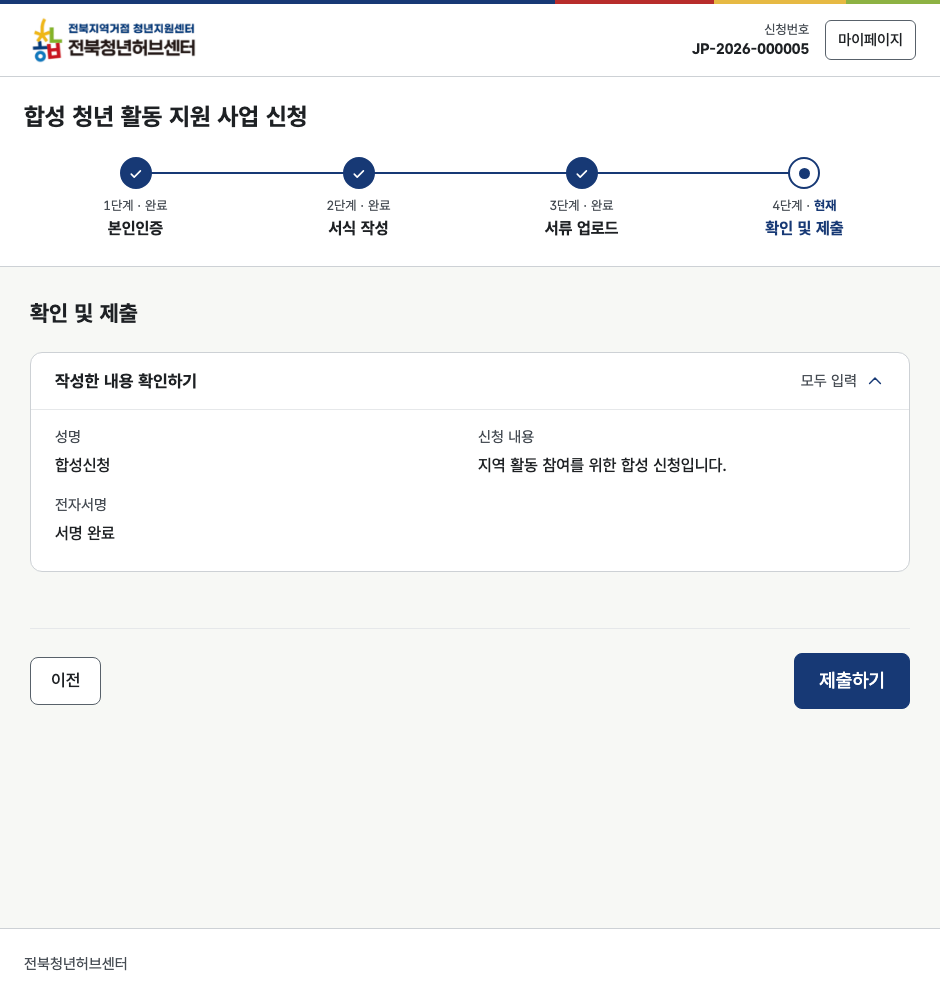 전북지역거점 청년지원센터
전북청년허브센터
신청번호
JP-2026-000005
마이페이지
합성 청년 활동 지원 사업 신청
1단계 · 완료
본인인증
2단계 · 완료
서식 작성
3단계 · 완료
서류 업로드
4단계 · 현재
확인 및 제출
확인 및 제출
작성한 내용 확인하기
모두 입력
성명
합성신청
신청 내용
지역 활동 참여를 위한 합성 신청입니다.
전자서명
서명 완료
이전
제출하기
전북청년허브센터